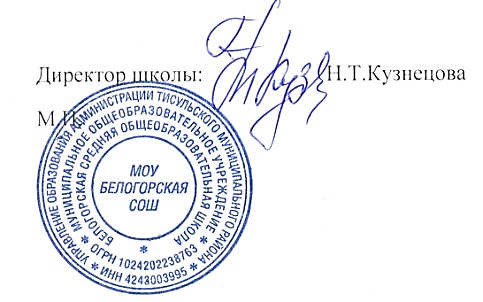 Директор школы: Н.Т.Кузнецова
М.П.
УПРАВЛЕНИЕ ОБРАЗОВАНИЯ АДМИНИСТРАЦИИ ТИСУЛЬСКОГО МУНИЦИПАЛЬНОГО РАЙОНА
* ИНН 4243003995 *
МУНИЦИПАЛЬНОЕ ОБЩЕОБРАЗОВАТЕЛЬНОЕ УЧРЕЖДЕНИЕ
* ОГРН 1024202238763 *
БЕЛОГОРСКАЯ СРЕДНЯЯ ОБЩЕОБРАЗОВАТЕЛЬНАЯ ШКОЛА
*
МОУ
БЕЛОГОРСКАЯ
СОШ